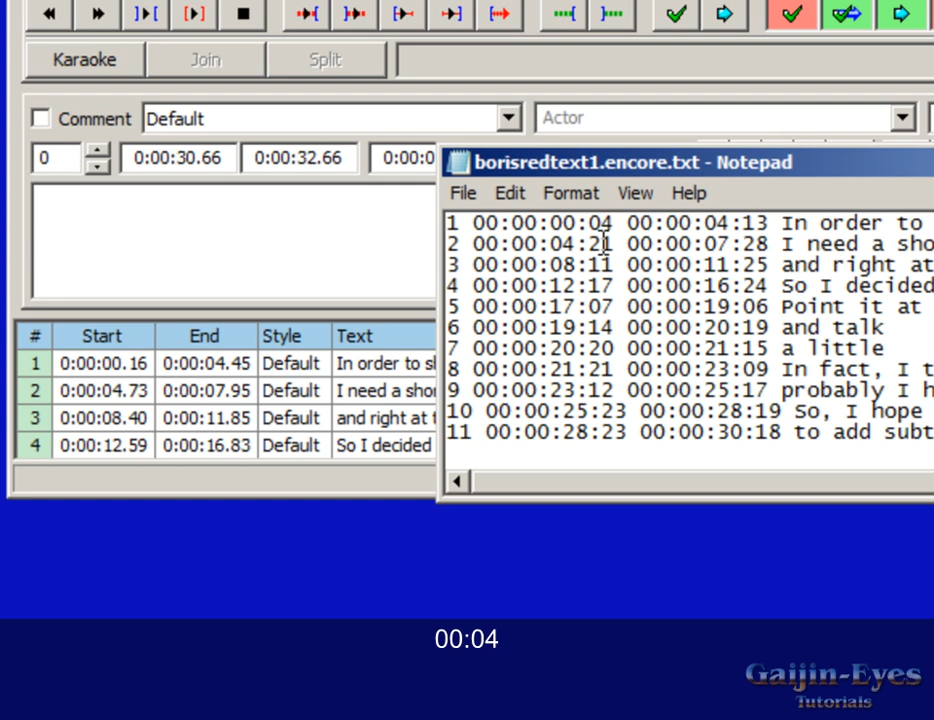 Karaoke Join Split
Comment Default Actor
0 0:00:30.66 0:00:32.66 0:00:0
borisredtext1.encore.txt - Notepad
File Edit Format View Help
1 00:00:00:04 00:00:04:13 In order to
2 00:00:04:21 00:00:07:28 I need a sho
3 00:00:08:11 00:00:11:25 and right at
4 00:00:12:17 00:00:16:24 So I decided
5 00:00:17:07 00:00:19:06 Point it at
6 00:00:19:14 00:00:20:19 and talk
7 00:00:20:20 00:00:21:15 a little
8 00:00:21:21 00:00:23:09 In fact, I t
9 00:00:23:12 00:00:25:17 probably I h
10 00:00:25:23 00:00:28:19 So, I hope
11 00:00:28:23 00:00:30:18 to add subt
# Start End Style Text
1 0:00:00.16 0:00:04.45 Default In order to sh
2 0:00:04.73 0:00:07.95 Default I need a shor
3 0:00:08.40 0:00:11.85 Default and right at t
4 0:00:12.59 0:00:16.83 Default So I decided
00:04
Gaijin-Eyes
Tutorials